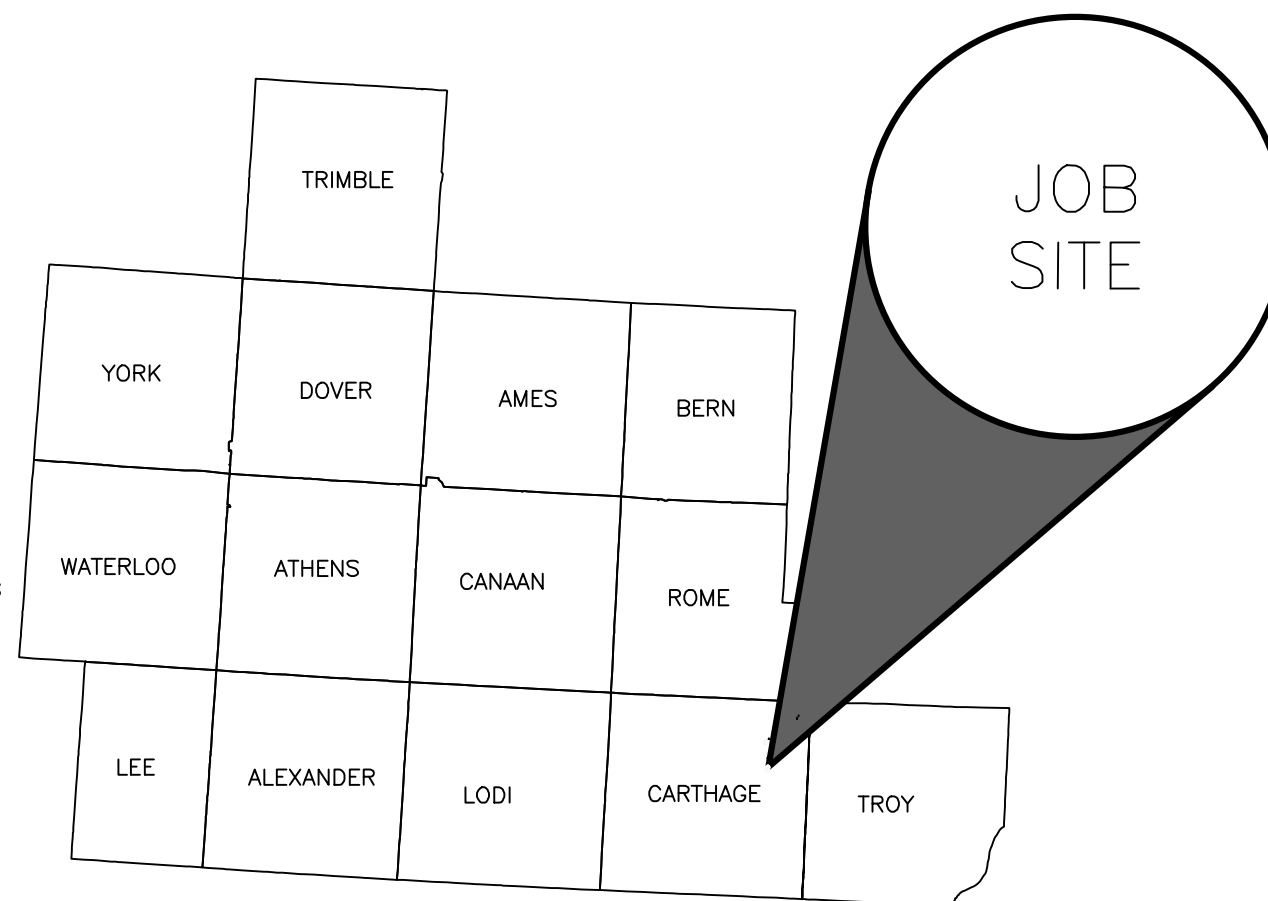 JOB
SITE
TRIMBLE
YORK
DOVER
AMES
BERN
WATERLOO
ATHENS
CANAAN
ROME
LEE
ALEXANDER
LODI
CARTHAGE
TROY